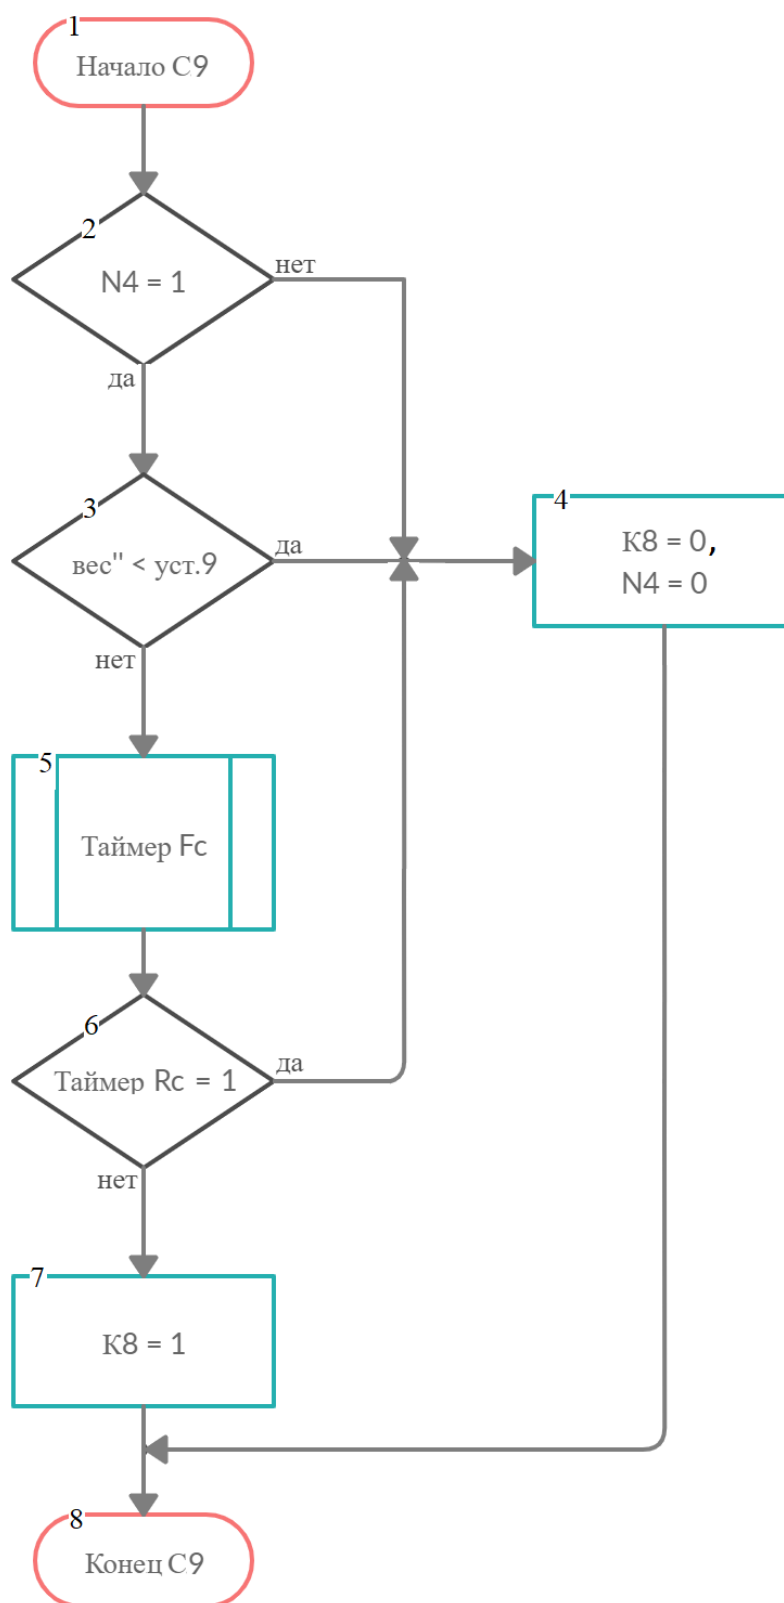 1
Начало С9
2
N4 = 1
нет
да
3
вес" < уст.9
да
нет
4
К8 = 0,
N4 = 0
5
Таймер Fc
6
Таймер Rc = 1
да
нет
7
К8 = 1
8
Конец С9